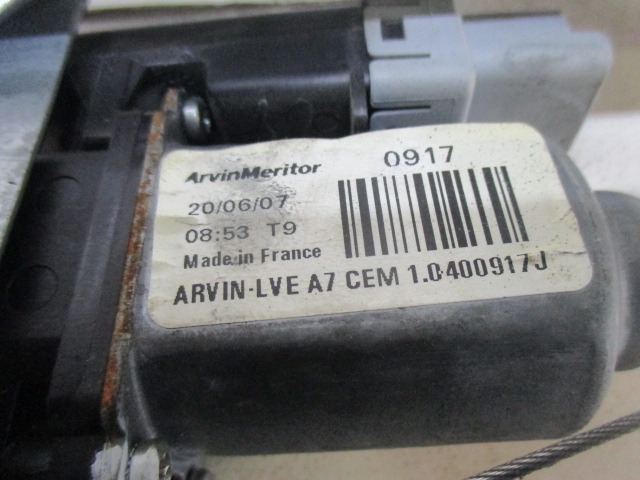 ArvinMeritor 0917
20/06/07
08:53 T9
Made in France
ARVIN-LVE A7 CEM 1.0400917J